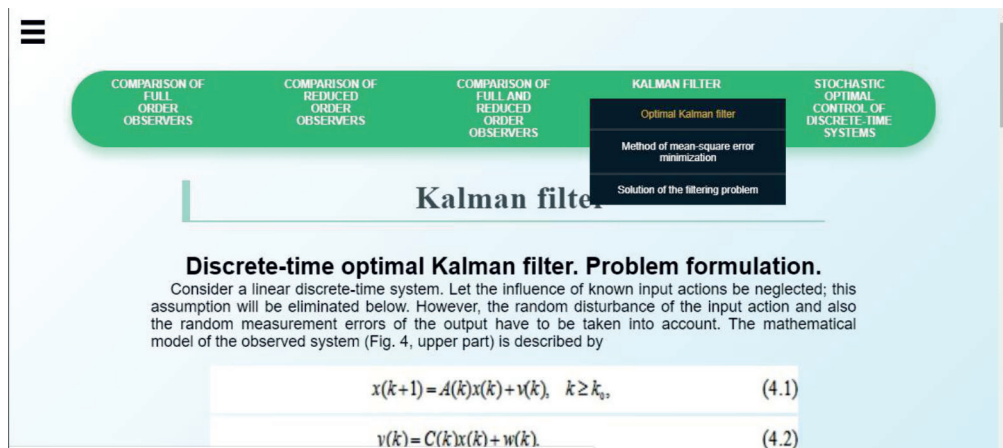 COMPARISON OF
FULL
ORDER
OBSERVERS
COMPARISON OF
REDUCED
ORDER
OBSERVERS
COMPARISON OF
FULL AND
REDUCED
ORDER
OBSERVERS
KALMAN FILTER
Optimal Kalman filter
Method of mean-square error
minimization
Solution of the filtering problem
STOCHASTIC
OPTIMAL
CONTROL OF
DISCRETE-TIME
SYSTEMS
Kalman filter
Discrete-time optimal Kalman filter. Problem formulation.
Consider a linear discrete-time system. Let the influence of known input actions be neglected; this
assumption will be eliminated below. However, the random disturbance of the input action and also
the random measurement errors of the output have to be taken into account. The mathematical
model of the observed system (Fig. 4, upper part) is described by
x(k+1)=A(k)x(k)+v(k), k≥k₀, (4.1)
y(k)=C(k)x(k)+w(k). (4.2)